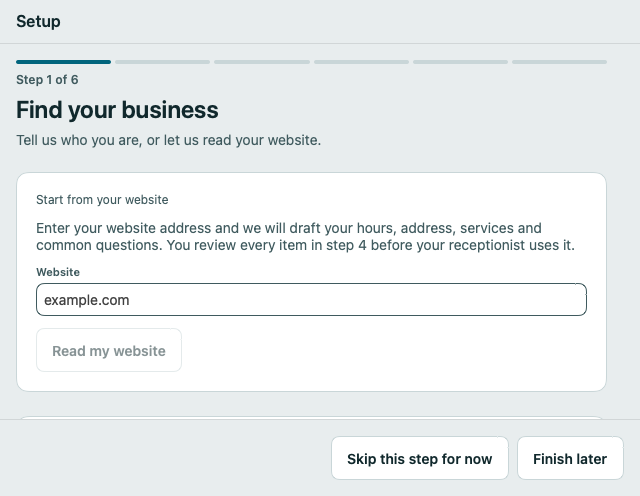 Setup
Step 1 of 6
Find your business
Tell us who you are, or let us read your website.
Start from your website
Enter your website address and we will draft your hours, address, services and
common questions. You review every item in step 4 before your receptionist uses it.
Website
example.com
Read my website
Skip this step for now
Finish later